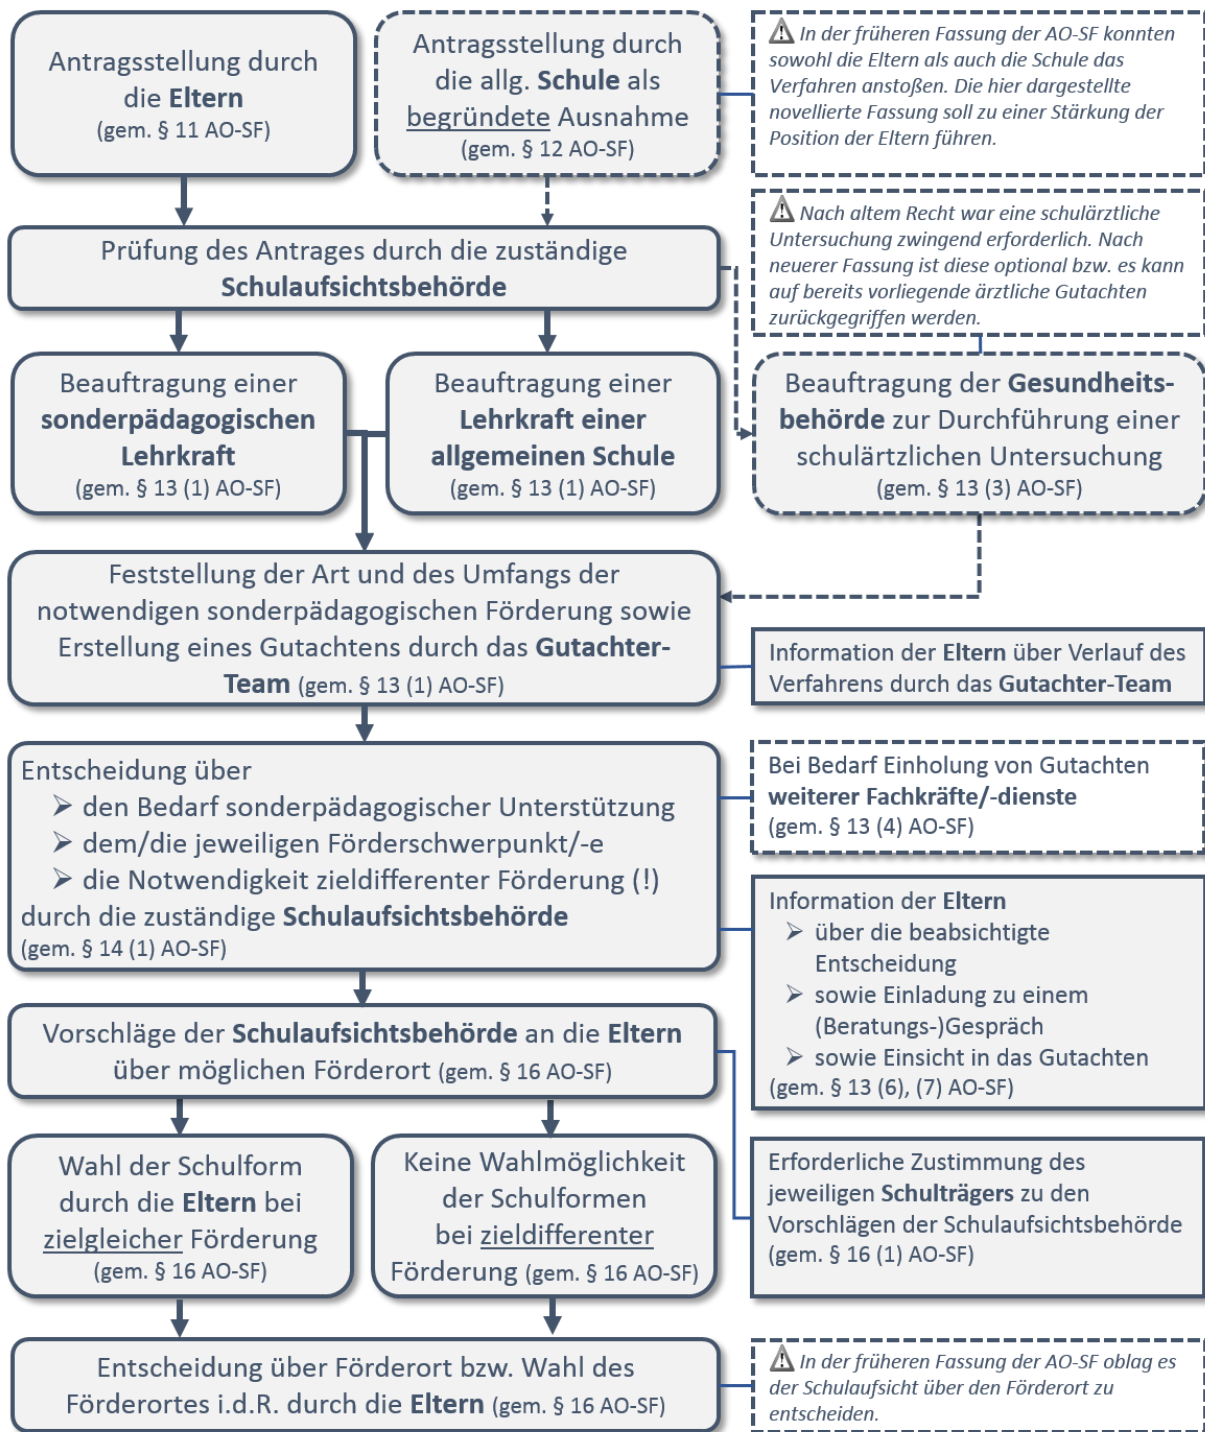 Antragsstellung durch
die Eltern
(gem. § 11 AO-SF)
Antragsstellung durch
die allg. Schule als
begründete Ausnahme
(gem. § 12 AO-SF)
⚠ In der früheren Fassung der AO-SF konnten
sowohl die Eltern als auch die Schule das
Verfahren anstoßen. Die hier dargestellte
novellierte Fassung soll zu einer Stärkung der
Position der Eltern führen.
Prüfung des Antrages durch die zuständige
Schulaufsichtsbehörde
⚠ Nach altem Recht war eine schulärztliche
Untersuchung zwingend erforderlich. Nach
neuerer Fassung ist diese optional bzw. es kann
auf bereits vorliegende ärztliche Gutachten
zurückgegriffen werden.
Beauftragung einer
sonderpädagogischen
Lehrkraft
(gem. § 13 (1) AO-SF)
Beauftragung einer
Lehrkraft einer
allgemeinen Schule
(gem. § 13 (1) AO-SF)
Beauftragung der Gesundheits-
behörde zur Durchführung einer
schulärtzlichen Untersuchung
(gem. § 13 (3) AO-SF)
Feststellung der Art und des Umfangs der
notwendigen sonderpädagogischen Förderung sowie
Erstellung eines Gutachtens durch das Gutachter-
Team (gem. § 13 (1) AO-SF)
Information der Eltern über Verlauf des
Verfahrens durch das Gutachter-Team
Entscheidung über
➢ den Bedarf sonderpädagogischer Unterstützung
➢ dem/die jeweiligen Förderschwerpunkt/-e
➢ die Notwendigkeit zieldifferenter Förderung (!)
durch die zuständige Schulaufsichtsbehörde
(gem. § 14 (1) AO-SF)
Bei Bedarf Einholung von Gutachten
weiterer Fachkräfte/-dienste
(gem. § 13 (4) AO-SF)
Information der Eltern
➢ über die beabsichtigte
Entscheidung
➢ sowie Einladung zu einem
(Beratungs-)Gespräch
➢ sowie Einsicht in das Gutachten
(gem. § 13 (6), (7) AO-SF)
Vorschläge der Schulaufsichtsbehörde an die Eltern
über möglichen Förderort (gem. § 16 AO-SF)
Wahl der Schulform
durch die Eltern bei
zielgleicher Förderung
(gem. § 16 AO-SF)
Keine Wahlmöglichkeit
der Schulformen
bei zieldifferenter
Förderung (gem. § 16 AO-SF)
Erforderliche Zustimmung des
jeweiligen Schulträgers zu den
Vorschlägen der Schulaufsichtsbehörde
(gem. § 16 (1) AO-SF)
Entscheidung über Förderort bzw. Wahl des
Förderortes i.d.R. durch die Eltern (gem. § 16 AO-SF)
⚠ In der früheren Fassung der AO-SF oblag es
der Schulaufsicht über den Förderort zu
entscheiden.